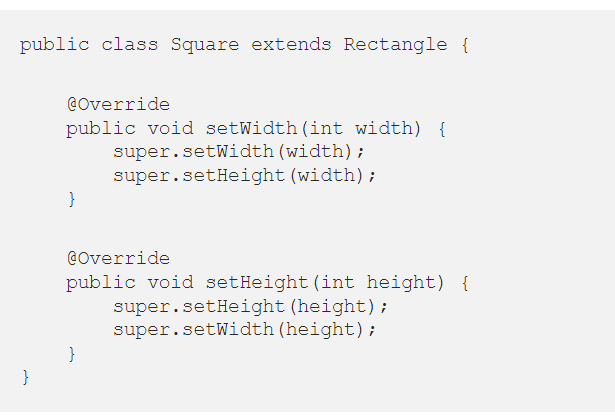 public class Square extends Rectangle {
    @Override
    public void setWidth(int width) {
        super.setWidth(width);
        super.setHeight(width);
    }
    @Override
    public void setHeight(int height) {
        super.setHeight(height);
        super.setWidth(height);
    }
}